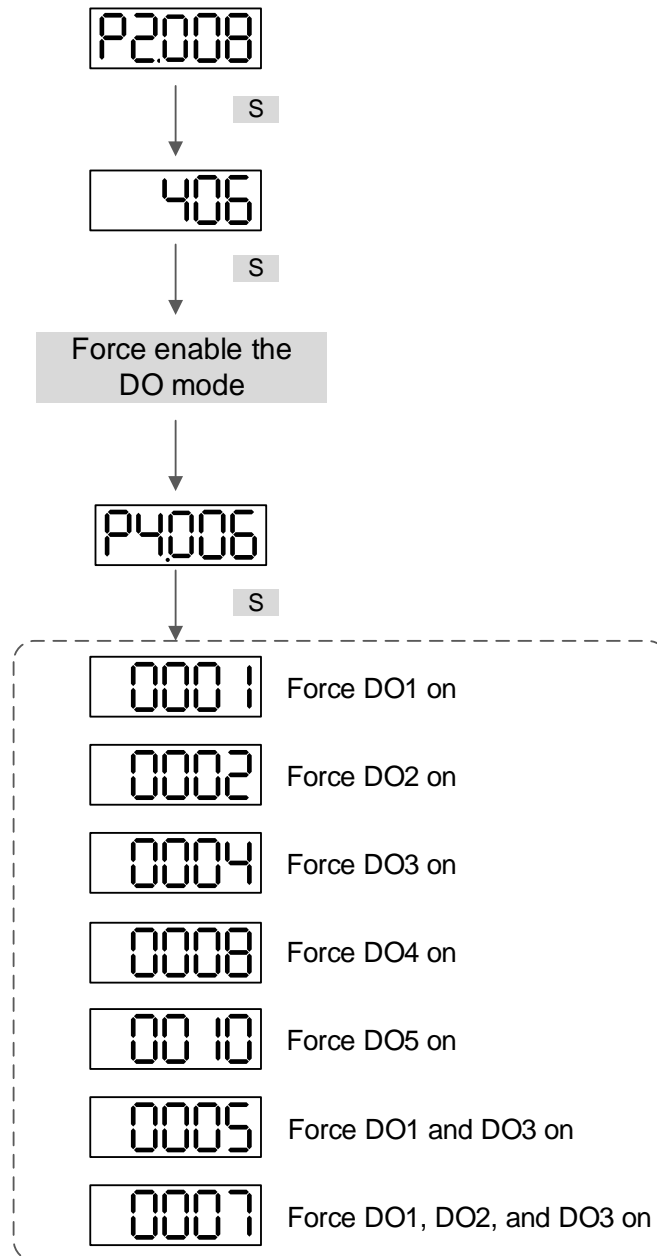 P2.008
S
406
S
Force enable the
DO mode
P4.006
S
0001 Force DO1 on
0002 Force DO2 on
0004 Force DO3 on
0008 Force DO4 on
0010 Force DO5 on
0005 Force DO1 and DO3 on
0007 Force DO1, DO2, and DO3 on